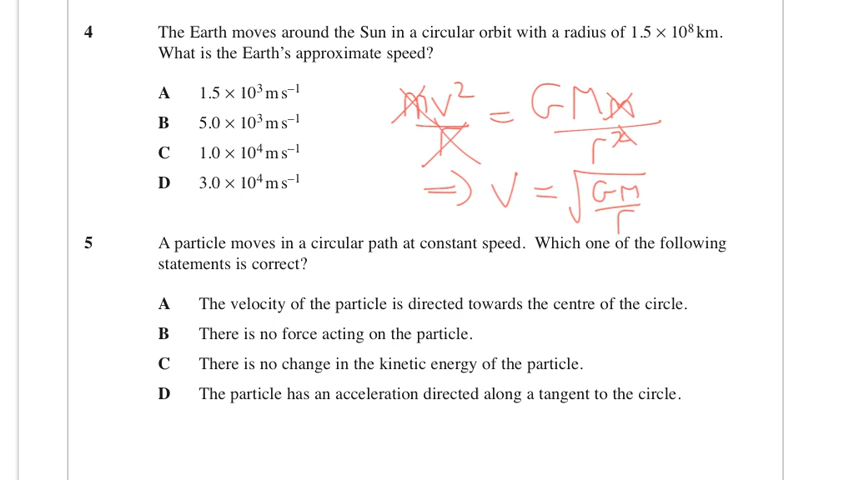 4 The Earth moves around the Sun in a circular orbit with a radius of 1.5 × 10⁸ km.
What is the Earth's approximate speed?
A 1.5 × 10³ m s⁻¹
B 5.0 × 10³ m s⁻¹
C 1.0 × 10⁴ m s⁻¹
D 3.0 × 10⁴ m s⁻¹
mv²/r = GMm/r²
⇒ v = √(GM/r)
5 A particle moves in a circular path at constant speed. Which one of the following
statements is correct?
A The velocity of the particle is directed towards the centre of the circle.
B There is no force acting on the particle.
C There is no change in the kinetic energy of the particle.
D The particle has an acceleration directed along a tangent to the circle.